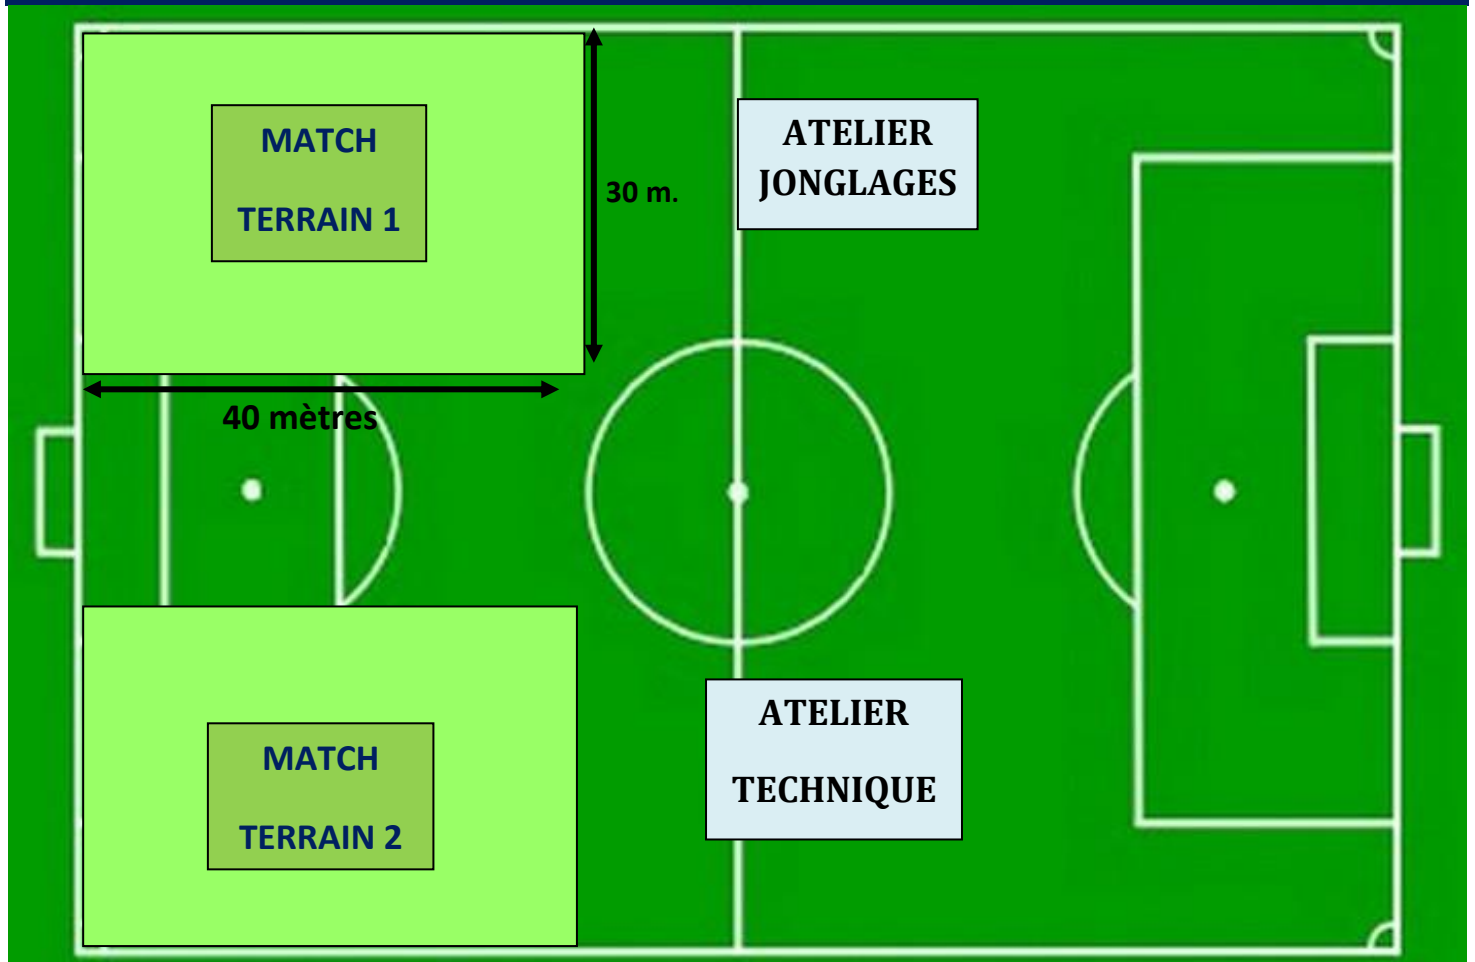 MATCH
TERRAIN 1
30 m.
ATELIER
JONGLAGES
40 mètres
MATCH
TERRAIN 2
ATELIER
TECHNIQUE